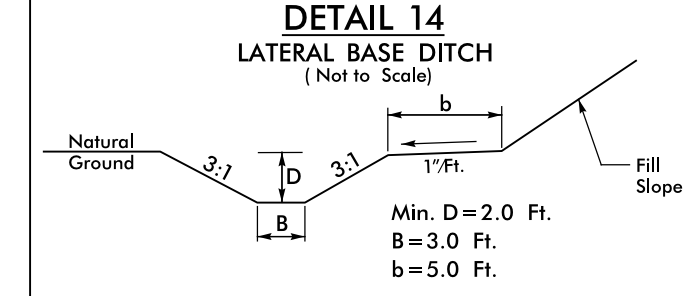 DETAIL 14
LATERAL BASE DITCH
( Not to Scale)
b
Natural
Ground
3:1
D
3:1
1"/Ft.
Fill
Slope
B
Min. D=2.0 Ft.
B=3.0 Ft.
b=5.0 Ft.